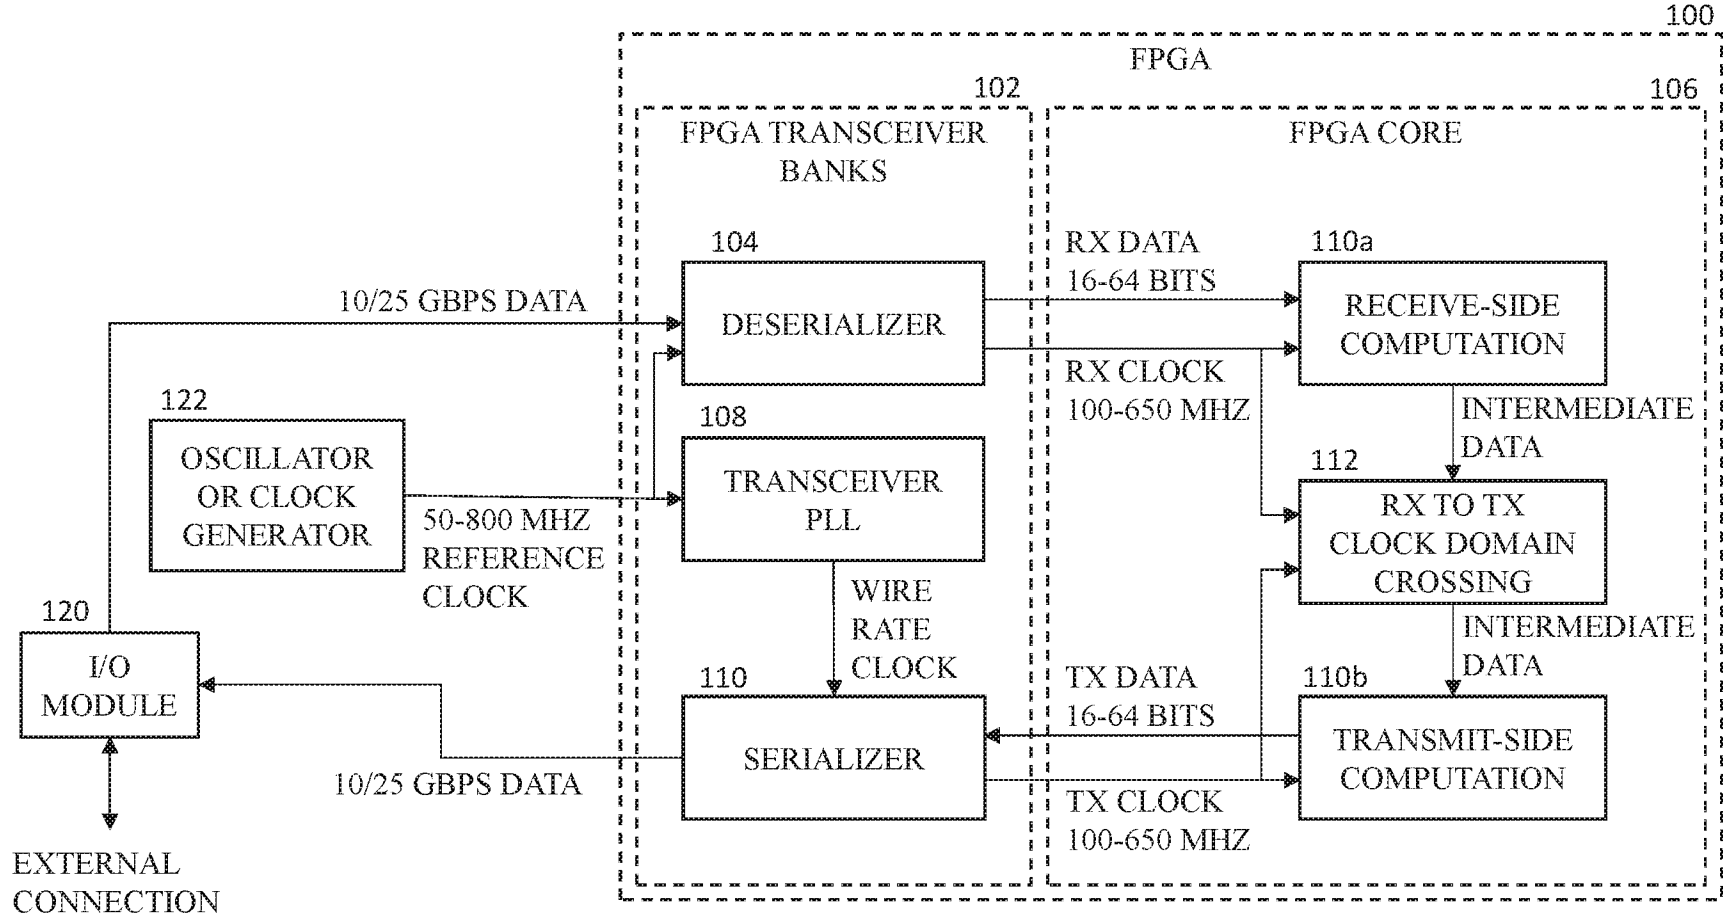 100
FPGA
102
FPGA TRANSCEIVER
BANKS
106
FPGA CORE
104
DESERIALIZER
RX DATA
16-64 BITS
110a
RECEIVE-SIDE
COMPUTATION
10/25 GBPS DATA
RX CLOCK
100-650 MHZ
INTERMEDIATE
DATA
122
OSCILLATOR
OR CLOCK
GENERATOR
50-800 MHZ
REFERENCE
CLOCK
108
TRANSCEIVER
PLL
112
RX TO TX
CLOCK DOMAIN
CROSSING
WIRE
RATE
CLOCK
INTERMEDIATE
DATA
120
I/O
MODULE
110
SERIALIZER
TX DATA
16-64 BITS
110b
TRANSMIT-SIDE
COMPUTATION
10/25 GBPS DATA
TX CLOCK
100-650 MHZ
EXTERNAL
CONNECTION